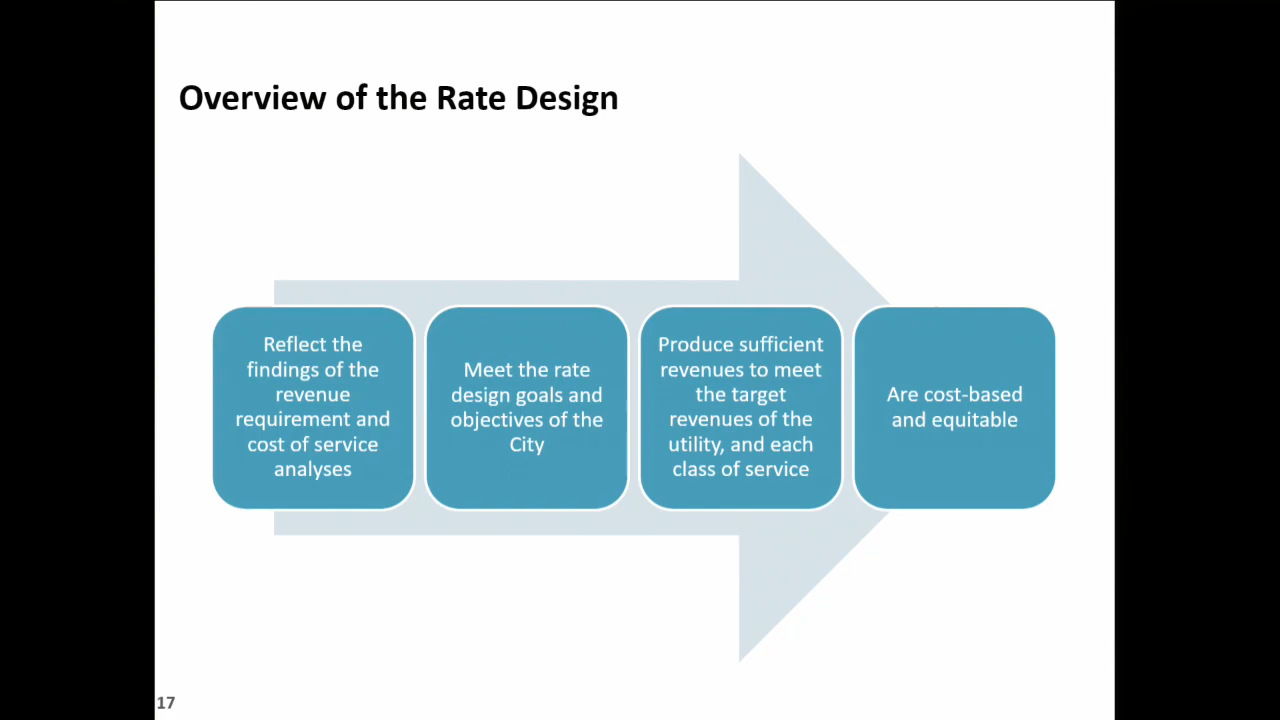 Overview of the Rate Design
Reflect the
findings of the
revenue
requirement and
cost of service
analyses
Meet the rate
design goals and
objectives of the
City
Produce sufficient
revenues to meet
the target
revenues of the
utility, and each
class of service
Are cost-based
and equitable
17